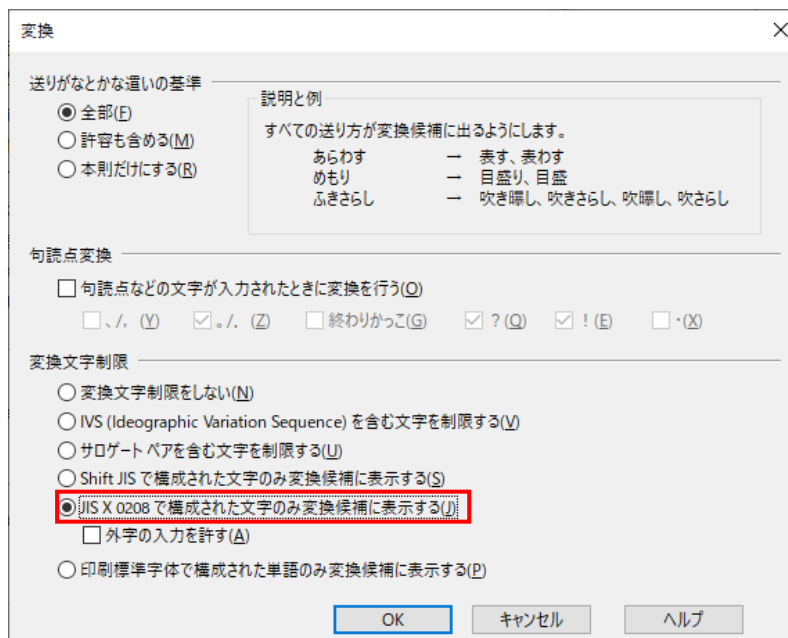 変換
送りがなとかな遣いの基準
全部(F)
許容も含める(M)
本則だけにする(R)
説明と例
すべての送り方が変換候補に出るようにします。
あらわす → 表す、表わす
めもり → 目盛り、目盛
ふきさらし → 吹き曝し、吹きさらし、吹曝し、吹さらし
句読点変換
句読点などの文字が入力されたときに変換を行う(O)
、/, (Y) 。/. (Z) 終わりかっこ(G) ?(Q) !(E) ・(X)
変換文字制限
変換文字制限をしない(N)
IVS (Ideographic Variation Sequence) を含む文字を制限する(V)
サロゲート ペアを含む文字を制限する(U)
Shift JIS で構成された文字のみ変換候補に表示する(S)
JIS X 0208 で構成された文字のみ変換候補に表示する(J)
外字の入力を許す(A)
印刷標準字体で構成された単語のみ変換候補に表示する(P)
OK キャンセル ヘルプ